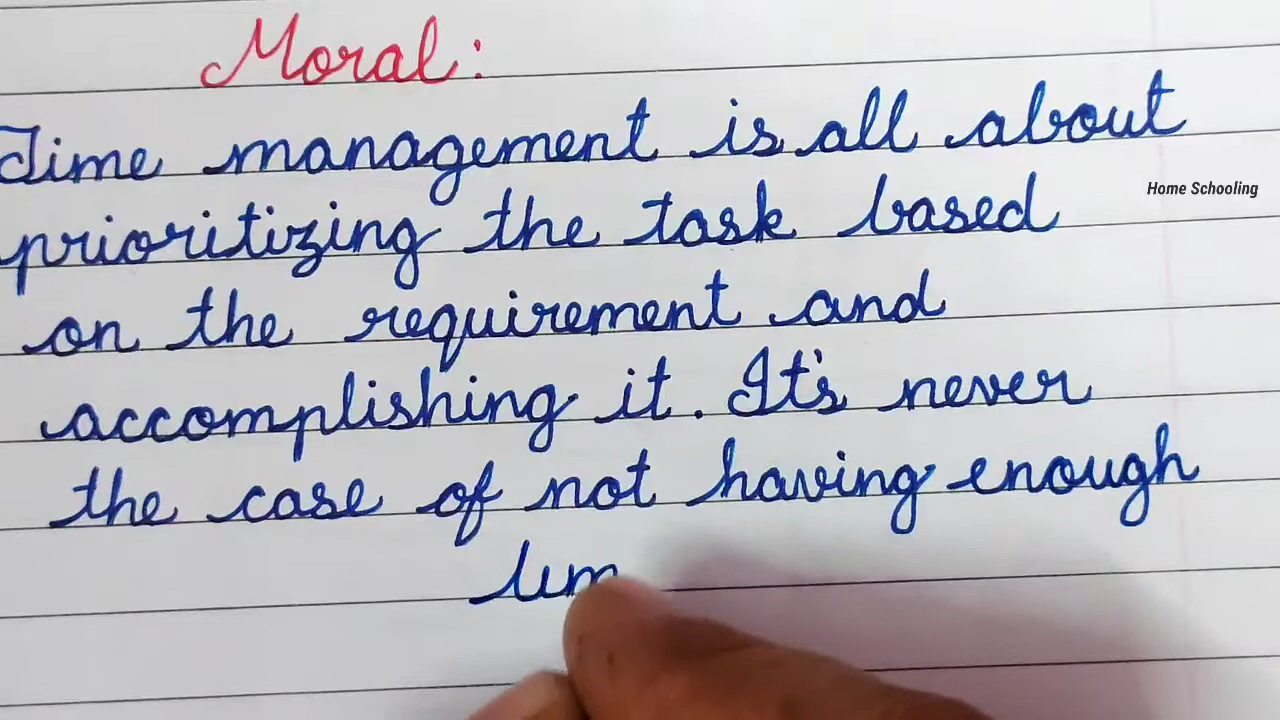 Moral:
Time management is all about
Home Schooling
prioritizing the task based
on the requirement and
accomplishing it. It's never
the case of not having enough